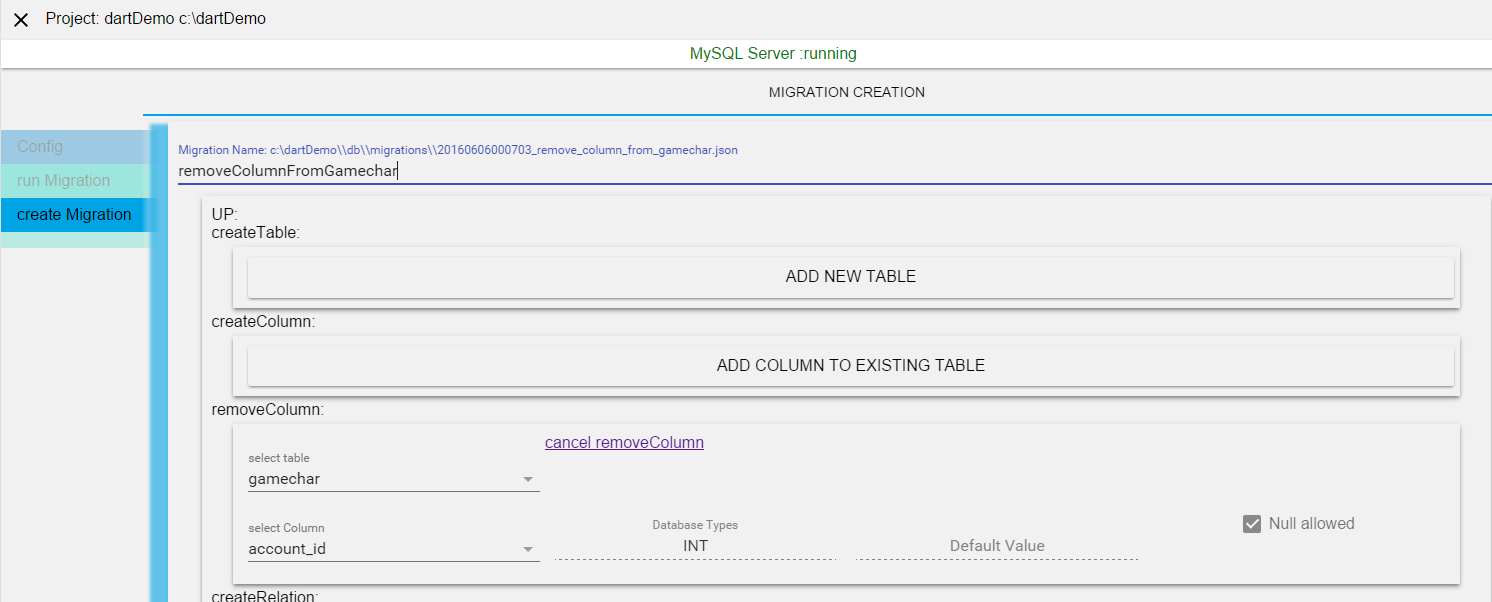 Project: dartDemo c:\dartDemo
MySQL Server :running
MIGRATION CREATION
Config
run Migration
create Migration
Migration Name: c:\dartDemo\\db\\migrations\\20160606000703_remove_column_from_gamechar.json
removeColumnFromGamechar
UP:
createTable:
ADD NEW TABLE
createColumn:
ADD COLUMN TO EXISTING TABLE
removeColumn:
cancel removeColumn
select table
gamechar
select Column
account_id
Database Types
INT
Default Value
Null allowed
createRelation: